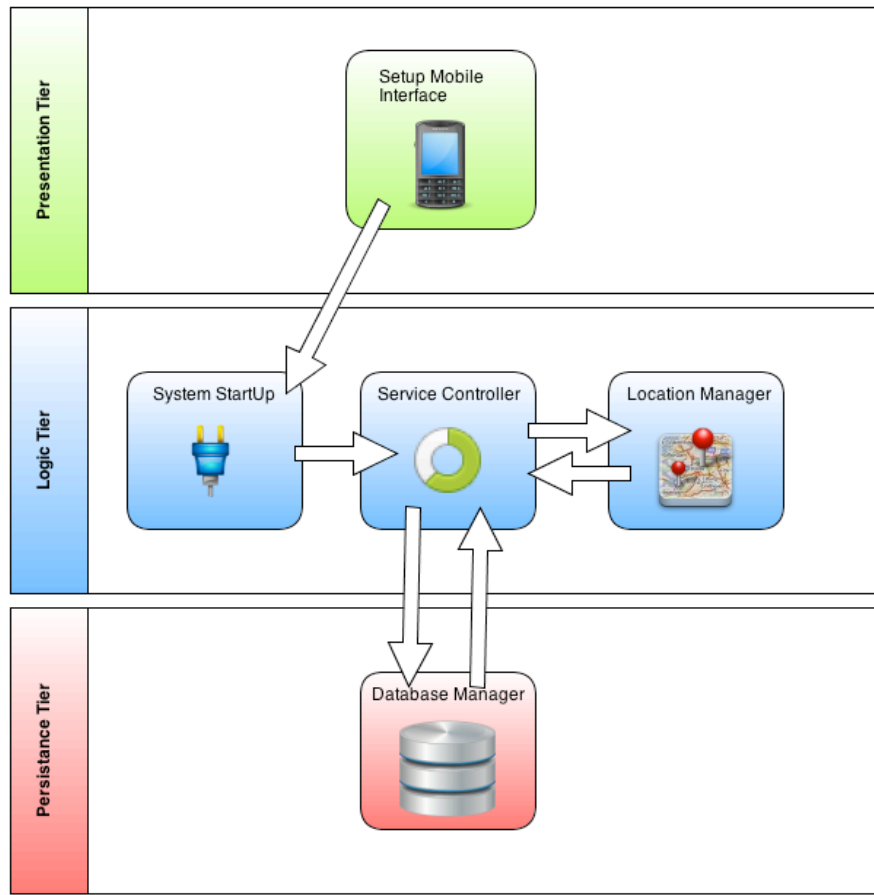 Presentation Tier
Setup Mobile
Interface
Logic Tier
System StartUp
Service Controller
Location Manager
Persistance Tier
Database Manager